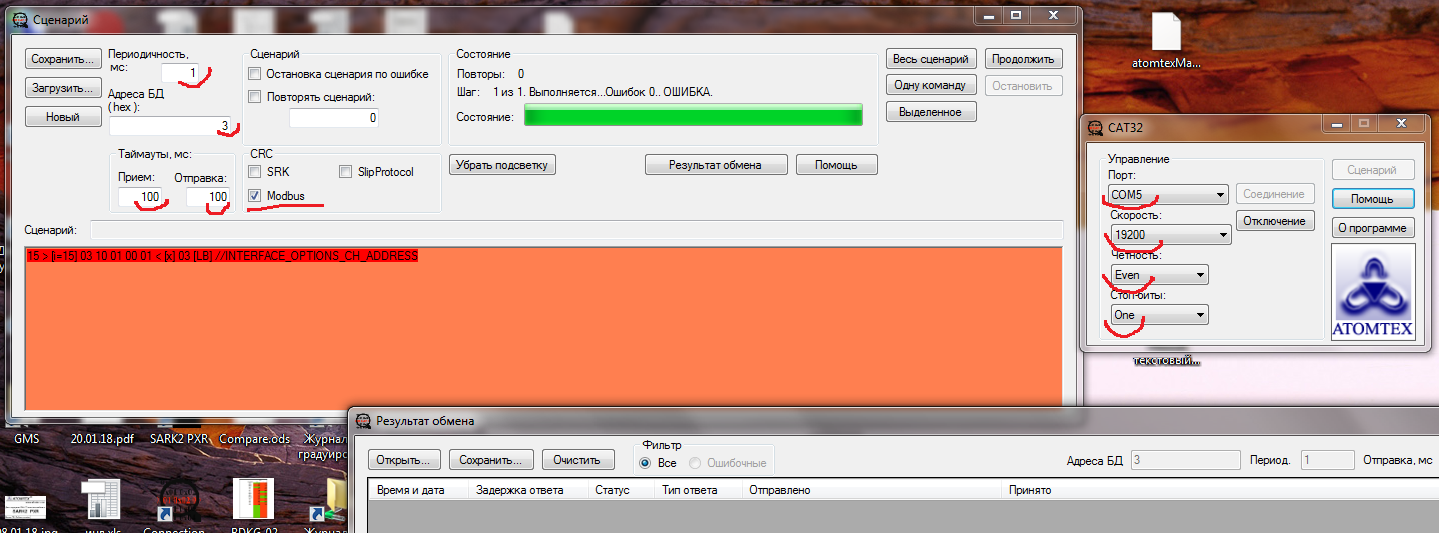 Сценарий
Сохранить...
Загрузить...
Новый
Периодичность, мс:
1
Адреса БД (hex ):
3
Сценарий
Остановка сценария по ошибке
Повторять сценарий:
0
Состояние
Повторы: 0
Шаг: 1 из 1. Выполняется...Ошибок 0.. ОШИБКА.
Состояние:
Весь сценарий
Продолжить
Одну команду
Остановить
Выделенное
Таймауты, мс:
Прием: Отправка:
100 100
CRC
SRK
SlipProtocol
Modbus
Убрать подсветку
Результат обмена
Помощь
Сценарий:
15 > [i=15] 03 10 01 00 01 < [x] 03 [LB] //INTERFACE_OPTIONS_CH_ADDRESS
atomtexMa...
CAT32
Управление
Порт:
COM5
Скорость:
19200
Четность:
Even
Стоп-биты:
One
Соединение
Отключение
Сценарий
Помощь
О программе
ATOMTEX
текстовый...
Результат обмена
Открыть...
Сохранить...
Очистить
Фильтр
Все
Ошибочные
Адреса БД 3
Период. 1
Отправка, мс
Время и дата
Задержка ответа
Статус
Тип ответа
Отправлено
Принято
GMS
20.01.18.pdf
SARK2 PXR
Compare.ods
Журнал градуиро...